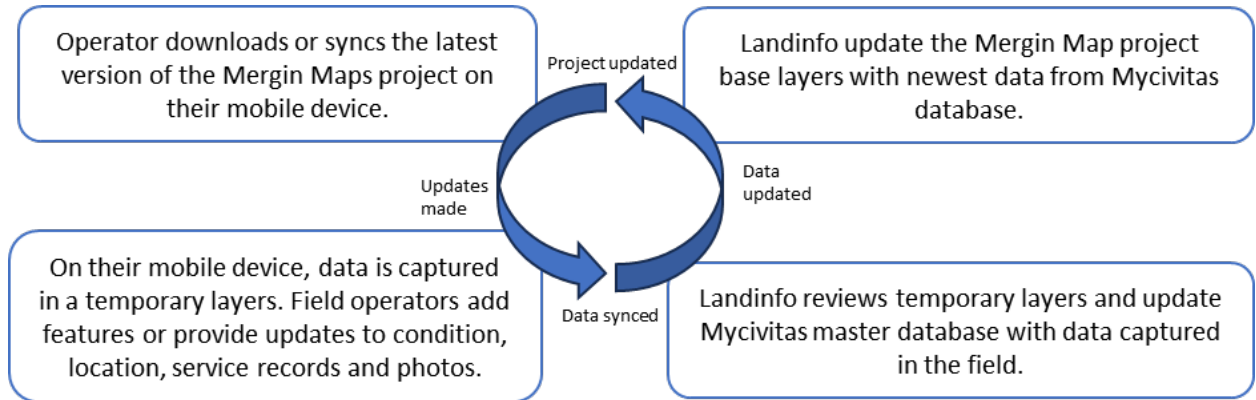 Operator downloads or syncs the latest
version of the Mergin Maps project on
their mobile device.
Project updated
Landinfo update the Mergin Map project
base layers with newest data from Mycivitas
database.
Updates
made
Data
updated
On their mobile device, data is captured
in a temporary layers. Field operators add
features or provide updates to condition,
location, service records and photos.
Data synced
Landinfo reviews temporary layers and update
Mycivitas master database with data captured
in the field.